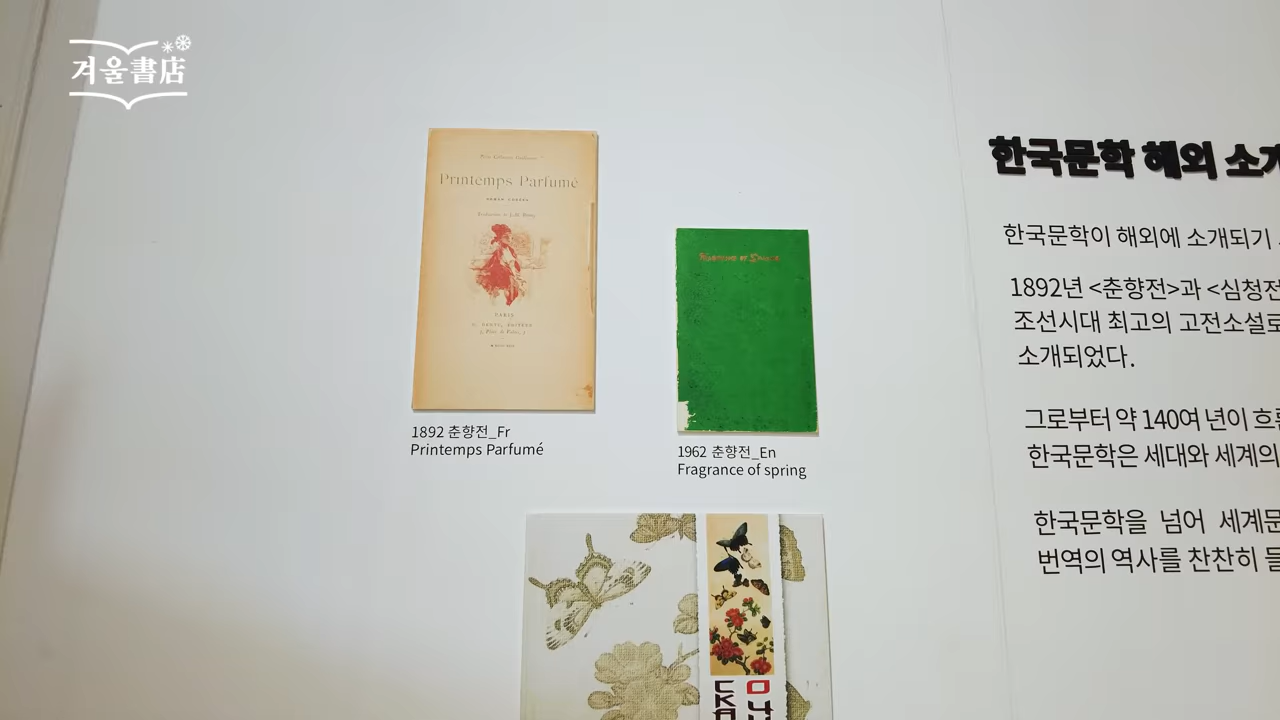 겨울書店
Printemps Parfumé
PARIS
1892 춘향전_Fr
Printemps Parfumé
Fragrance of Spring
1962 춘향전_En
Fragrance of spring
한국문학 해외 소개
한국문학이 해외에 소개되기
1892년 <춘향전>과 <심청전
조선시대 최고의 고전소설로
소개되었다.
그로부터 약 140여 년이 흐른
한국문학은 세대와 세계의
한국문학을 넘어 세계문
번역의 역사를 찬찬히